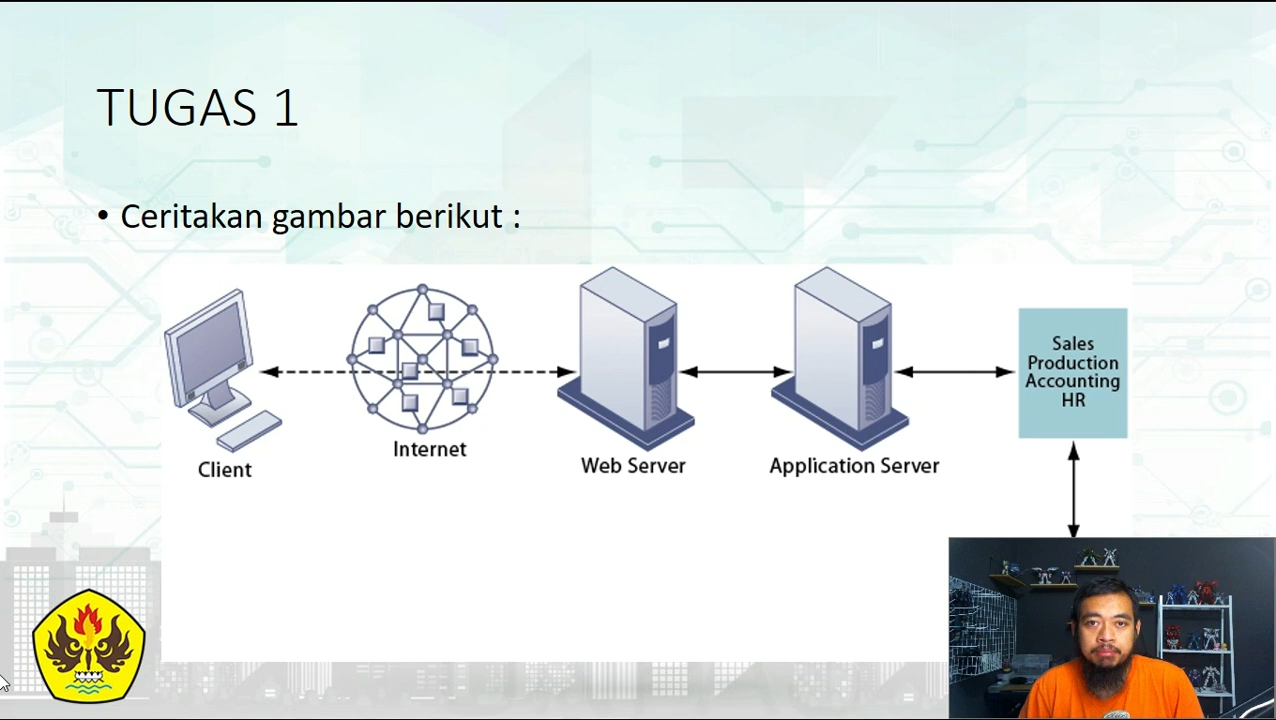 TUGAS 1
• Ceritakan gambar berikut :
Client
Internet
Web Server
Application Server
Sales
Production
Accounting
HR